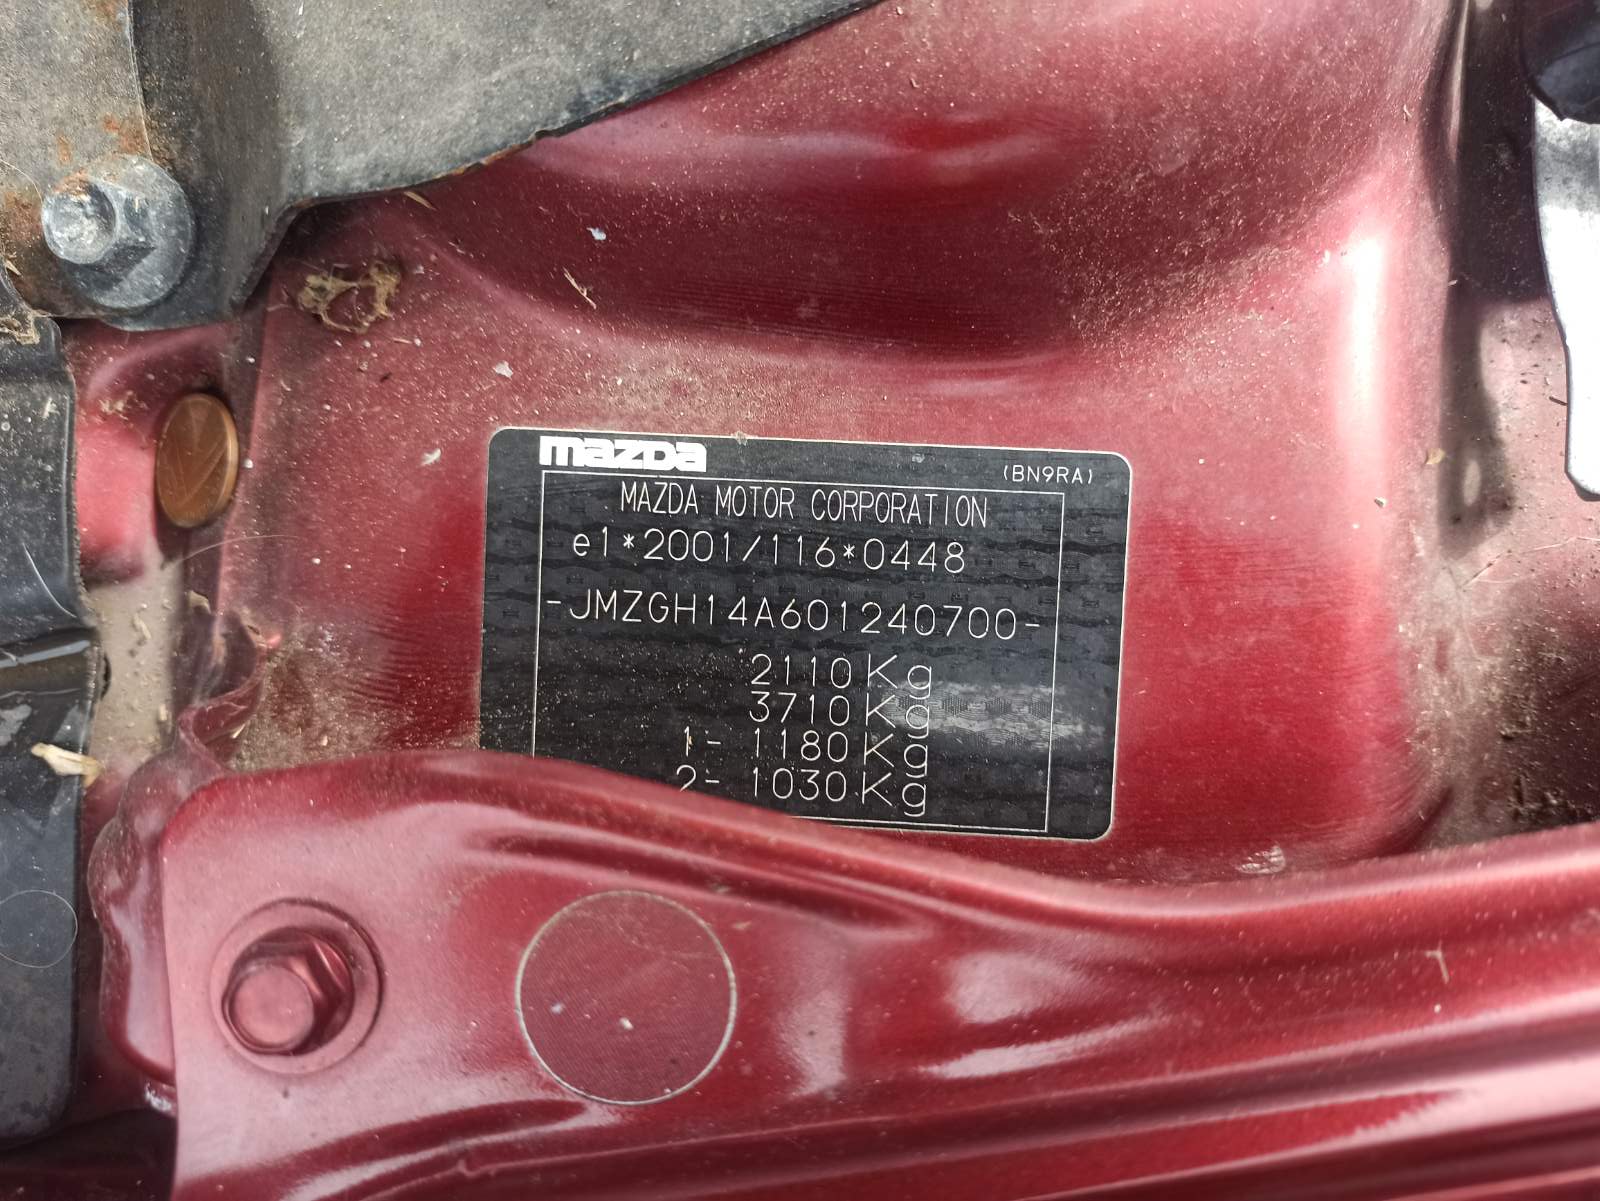 mazda
(BN9RA)
MAZDA MOTOR CORPORATION
e1*2001/116*0448
-JMZGH14A601240700-
2110Kg
3710Kg
1- 1180Kg
2- 1030Kg